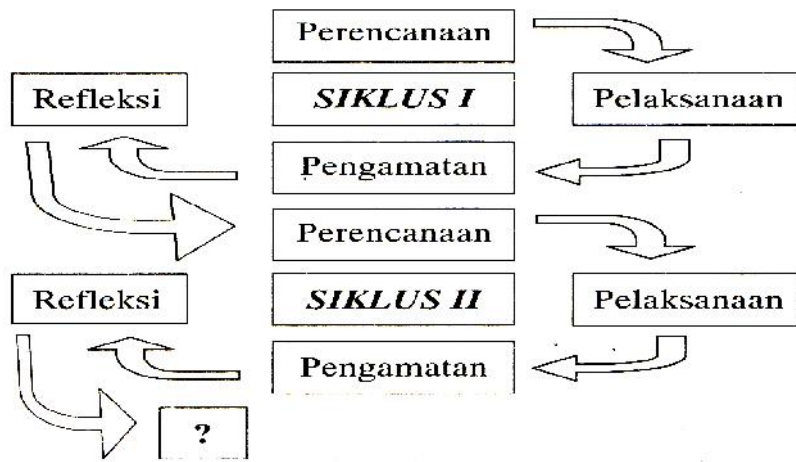 Perencanaan
Refleksi
SIKLUS I
Pelaksanaan
Pengamatan
Perencanaan
Refleksi
SIKLUS II
Pelaksanaan
Pengamatan
?